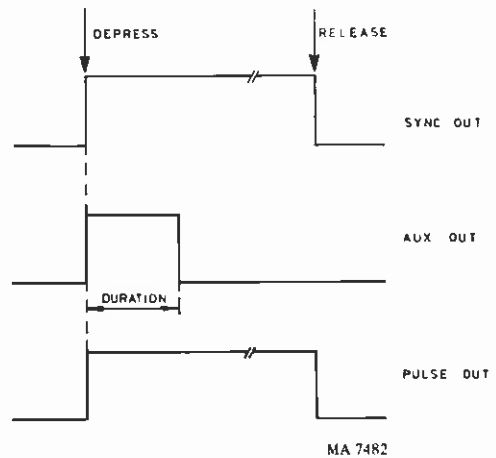 DEPRESS
RELEASE
SYNC OUT
AUX OUT
DURATION
PULSE OUT
MA 7482